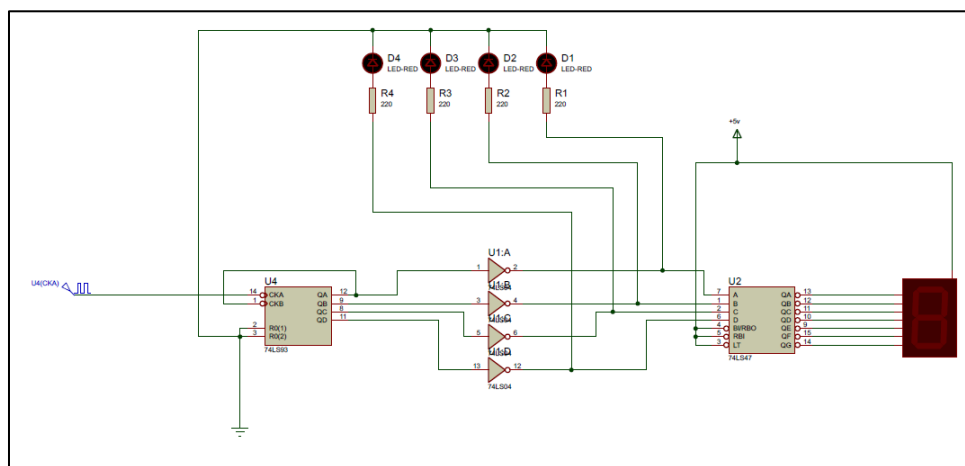 D4
LED-RED
D3
LED-RED
D2
LED-RED
D1
LED-RED
R4
220
R3
220
R2
220
R1
220
+5v
U4(CKA)
U4
14 CKA QA 12
1 CKB QB 9
QC 8
QD 11
2 R0(1)
3 R0(2)
74LS93
U1:A
1 2
U1:B
3 4
U1:C
5 6
U1:D
13 12
74LS04
U2
7 A QA 13
1 B QB 12
2 C QC 11
6 D QD 10
4 BI/RBO QE 9
5 RBI QF 15
3 LT QG 14
74LS47